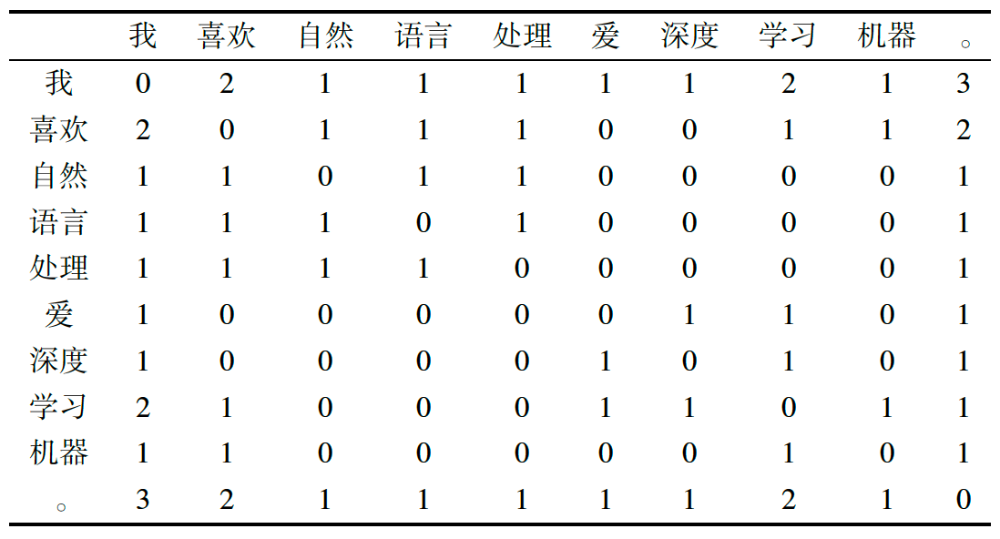 我 喜欢 自然 语言 处理 爱 深度 学习 机器 。
我 0 2 1 1 1 1 1 2 1 3
喜欢 2 0 1 1 1 0 0 1 1 2
自然 1 1 0 1 1 0 0 0 0 1
语言 1 1 1 0 1 0 0 0 0 1
处理 1 1 1 1 0 0 0 0 0 1
爱 1 0 0 0 0 0 1 1 0 1
深度 1 0 0 0 0 1 0 1 0 1
学习 2 1 0 0 0 1 1 0 1 1
机器 1 1 0 0 0 0 0 1 0 1
。 3 2 1 1 1 1 1 2 1 0